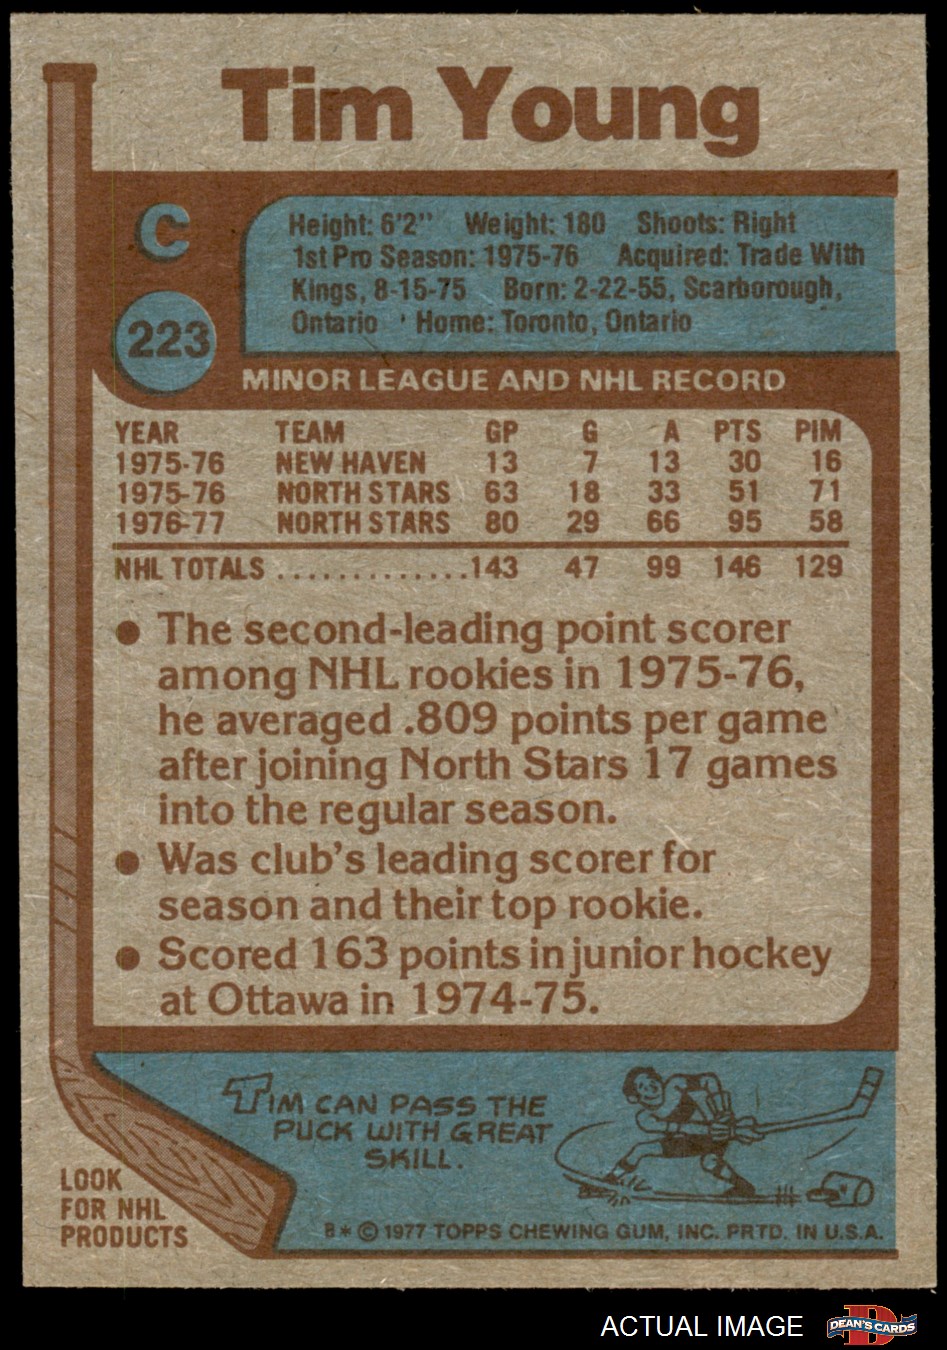 Tim Young
C
Height: 6'2" Weight: 180 Shoots: Right
1st Pro Season: 1975-76 Acquired: Trade With
Kings, 8-15-75 Born: 2-22-55, Scarborough,
Ontario Home: Toronto, Ontario
223
MINOR LEAGUE AND NHL RECORD
YEAR TEAM GP G A PTS PIM
1975-76 NEW HAVEN 13 7 13 30 16
1975-76 NORTH STARS 63 18 33 51 71
1976-77 NORTH STARS 80 29 66 95 58
NHL TOTALS ..............143 47 99 146 129
● The second-leading point scorer
among NHL rookies in 1975-76,
he averaged .809 points per game
after joining North Stars 17 games
into the regular season.
● Was club's leading scorer for
season and their top rookie.
● Scored 163 points in junior hockey
at Ottawa in 1974-75.
TIM CAN PASS THE
PUCK WITH GREAT
SKILL.
LOOK
FOR NHL
PRODUCTS
B * © 1977 TOPPS CHEWING GUM, INC. PRTD. IN U.S.A.
ACTUAL IMAGE
D
DEAN'S CARDS